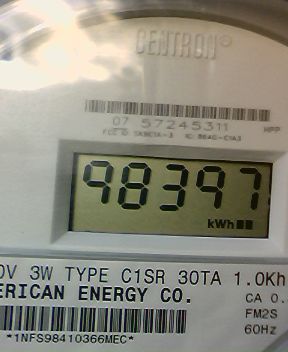 CENTRON®
07 57245311 HPP
98397
kWh
0V 3W TYPE C1SR 30TA 1.0Kh
ERICAN ENERGY CO. CA 0.
FM2S
*1NFS98410366MEC* 60Hz